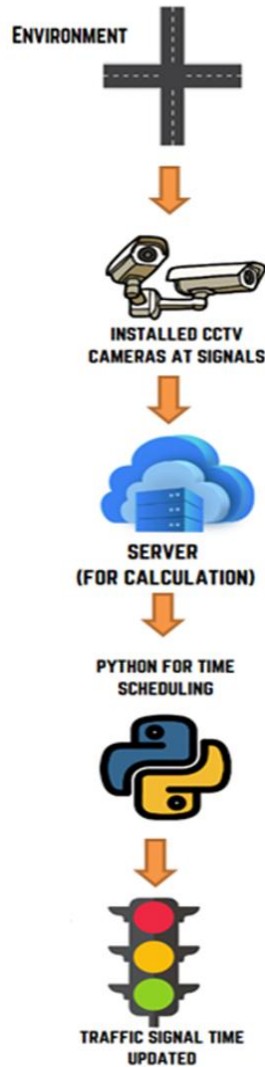 ENVIRONMENT
INSTALLED CCTV
CAMERAS AT SIGNALS
SERVER
(FOR CALCULATION)
PYTHON FOR TIME
SCHEDULING
TRAFFIC SIGNAL TIME
UPDATED